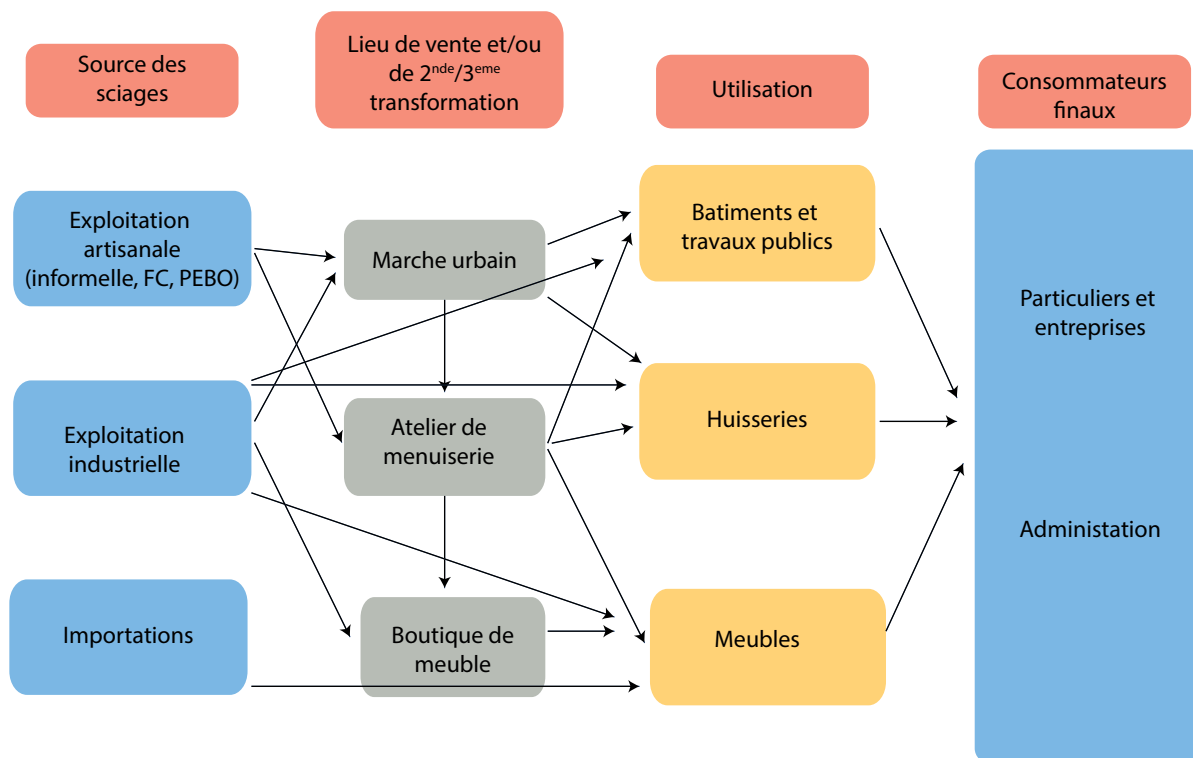 Source des
sciages
Lieu de vente et/ou
de 2nde/3eme
transformation
Utilisation
Consommateurs
finaux
Exploitation
artisanale
(informelle, FC, PEBO)
Marche urbain
Batiments et
travaux publics
Particuliers et
entreprises
Exploitation
industrielle
Atelier de
menuiserie
Huisseries
Administation
Importations
Boutique de
meuble
Meubles